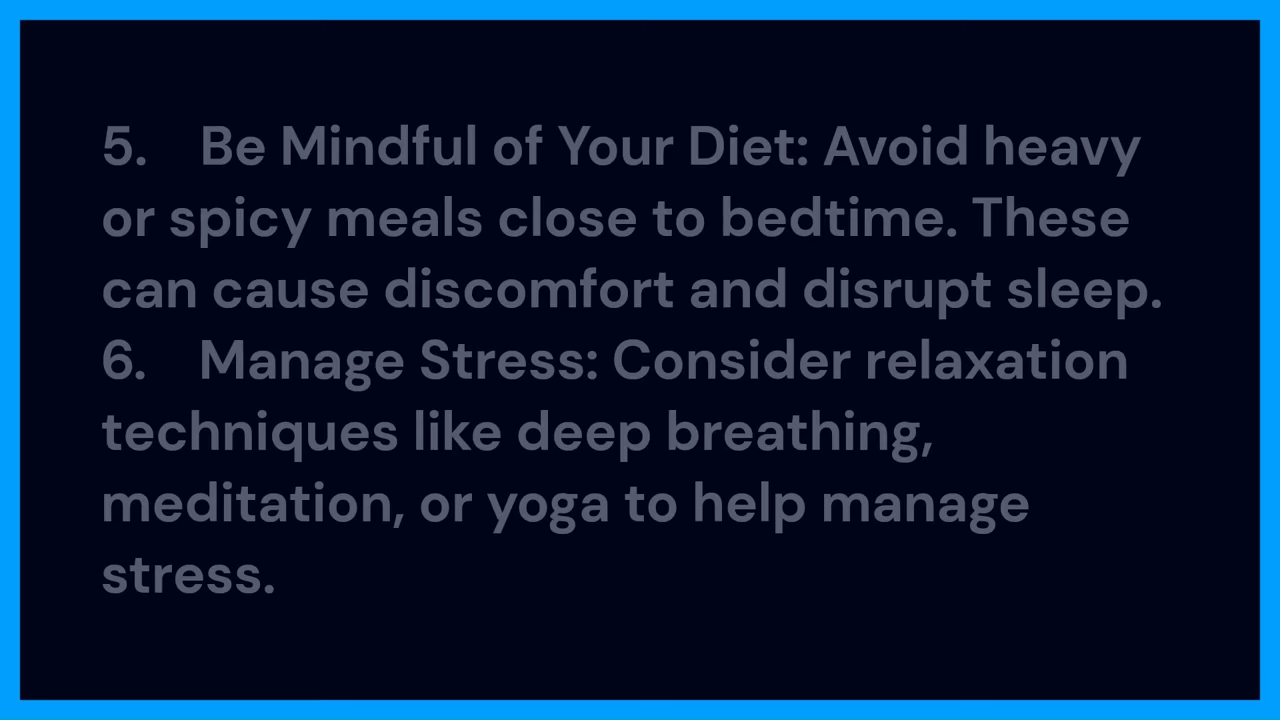 5. Be Mindful of Your Diet: Avoid heavy
or spicy meals close to bedtime. These
can cause discomfort and disrupt sleep.
6. Manage Stress: Consider relaxation
techniques like deep breathing,
meditation, or yoga to help manage
stress.